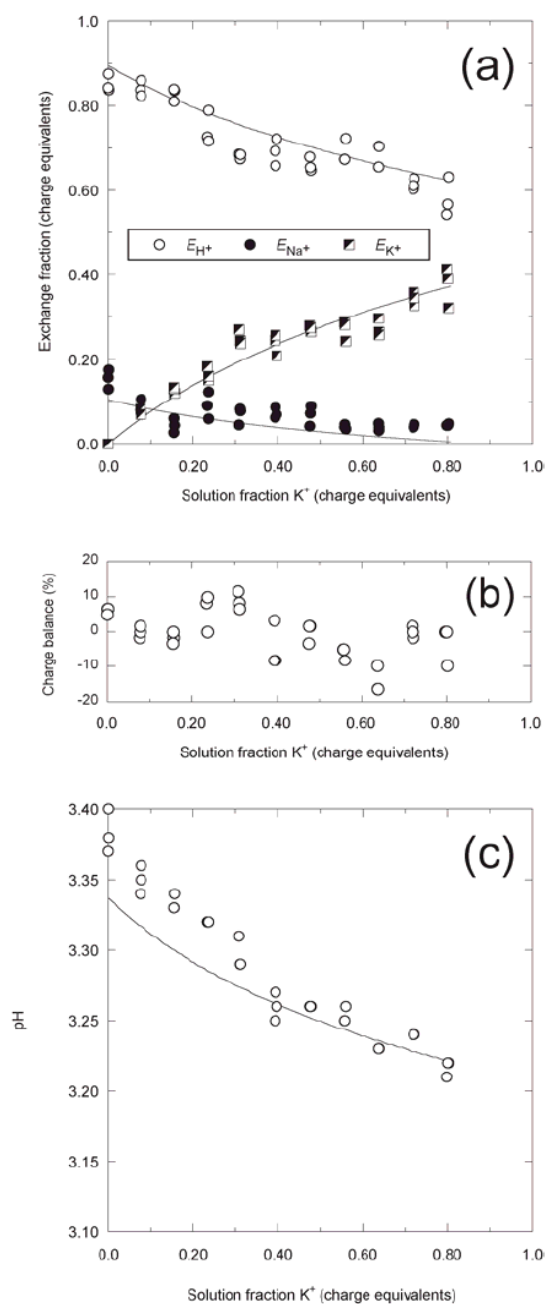 (a)
Exchange fraction (charge equivalents)
1.0
0.80
0.60
0.40
0.20
0.0
E_H+ E_Na+ E_K+
0.0 0.20 0.40 0.60 0.80 1.0
Solution fraction K⁺ (charge equivalents)
(b)
Charge balance (%)
20
10
0
-10
-20
0.0 0.20 0.40 0.60 0.80 1.0
Solution fraction K⁺ (charge equivalents)
(c)
pH
3.40
3.35
3.30
3.25
3.20
3.15
3.10
0.0 0.20 0.40 0.60 0.80 1.0
Solution fraction K⁺ (charge equivalents)